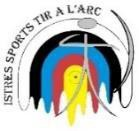 ISTRES SPORTS TIR A L'ARC